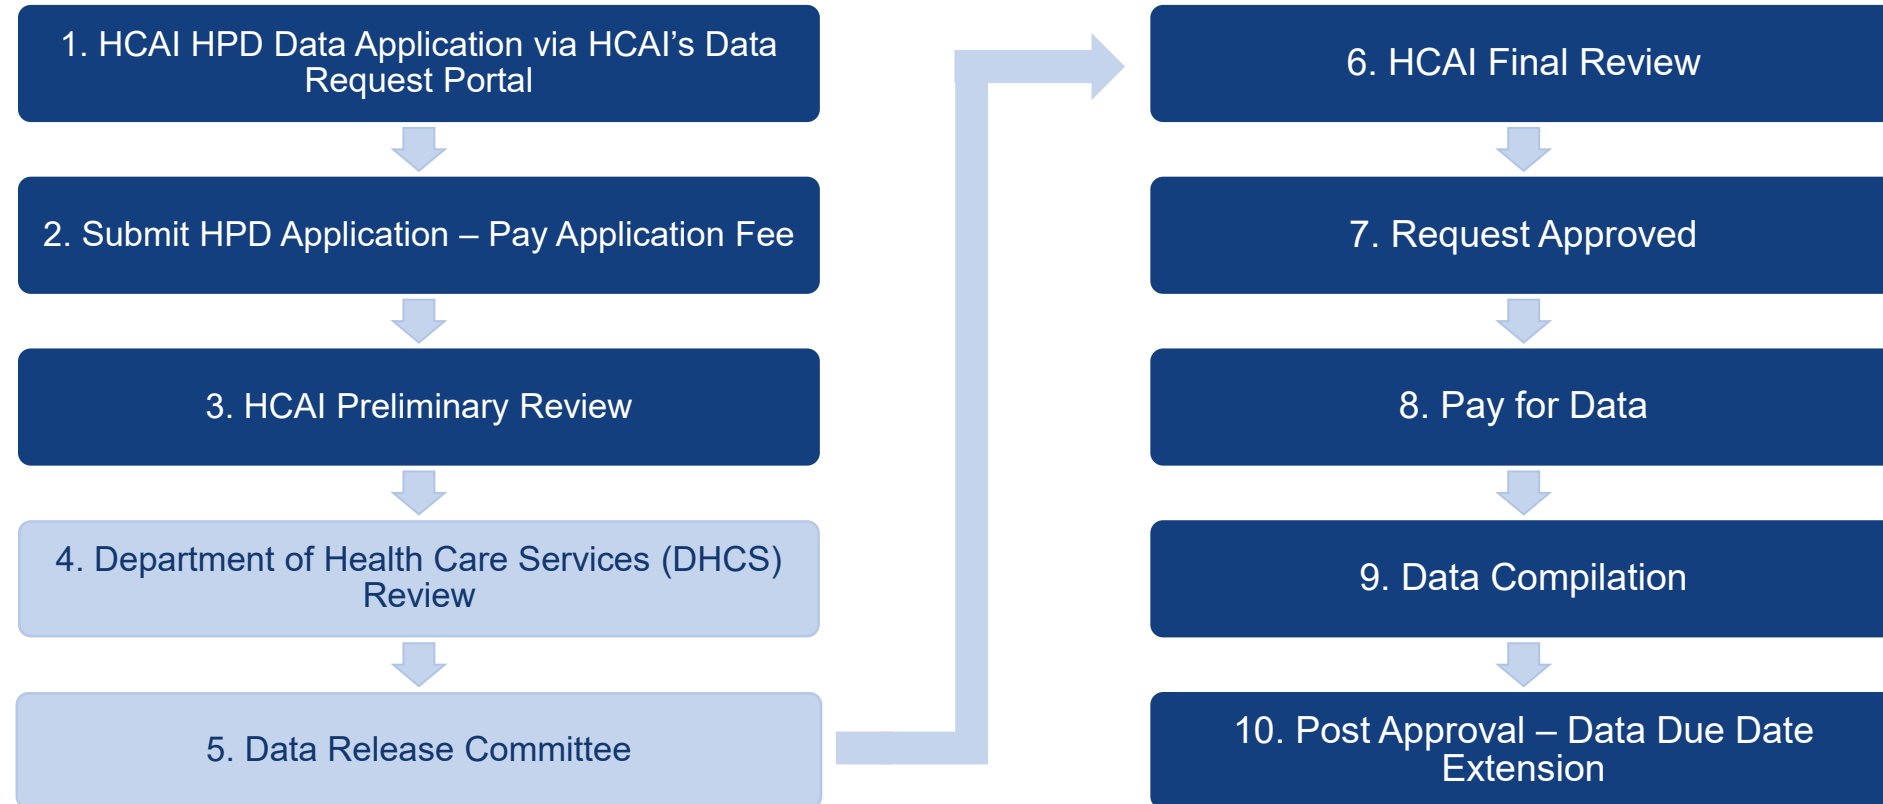 1. HCAI HPD Data Application via HCAI’s Data
Request Portal
2. Submit HPD Application – Pay Application Fee
3. HCAI Preliminary Review
4. Department of Health Care Services (DHCS)
Review
5. Data Release Committee
6. HCAI Final Review
7. Request Approved
8. Pay for Data
9. Data Compilation
10. Post Approval – Data Due Date
Extension